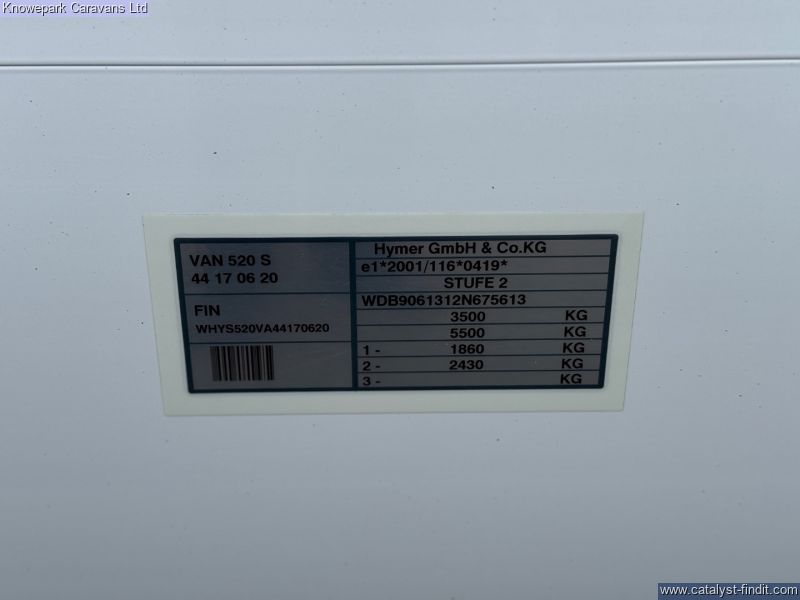 Knowepark Caravans Ltd
VAN 520 S
44 17 06 20
FIN
WHYS520VA44170620
Hymer GmbH & Co.KG
e1*2001/116*0419*
STUFE 2
WDB9061312N675613
3500 KG
5500 KG
1 - 1860 KG
2 - 2430 KG
3 - KG
www.catalyst-findit.com